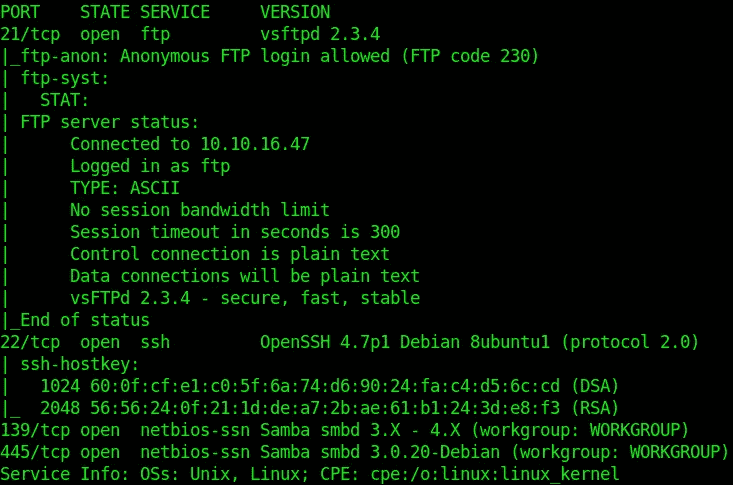 PORT    STATE SERVICE     VERSION
21/tcp  open  ftp         vsftpd 2.3.4
|_ftp-anon: Anonymous FTP login allowed (FTP code 230)
| ftp-syst:
|   STAT:
| FTP server status:
|      Connected to 10.10.16.47
|      Logged in as ftp
|      TYPE: ASCII
|      No session bandwidth limit
|      Session timeout in seconds is 300
|      Control connection is plain text
|      Data connections will be plain text
|      vsFTPd 2.3.4 - secure, fast, stable
|_End of status
22/tcp  open  ssh         OpenSSH 4.7p1 Debian 8ubuntu1 (protocol 2.0)
| ssh-hostkey:
|   1024 60:0f:cf:e1:c0:5f:6a:74:d6:90:24:fa:c4:d5:6c:cd (DSA)
|_  2048 56:56:24:0f:21:1d:de:a7:2b:ae:61:b1:24:3d:e8:f3 (RSA)
139/tcp open  netbios-ssn Samba smbd 3.X - 4.X (workgroup: WORKGROUP)
445/tcp open  netbios-ssn Samba smbd 3.0.20-Debian (workgroup: WORKGROUP)
Service Info: OSs: Unix, Linux; CPE: cpe:/o:linux:linux_kernel